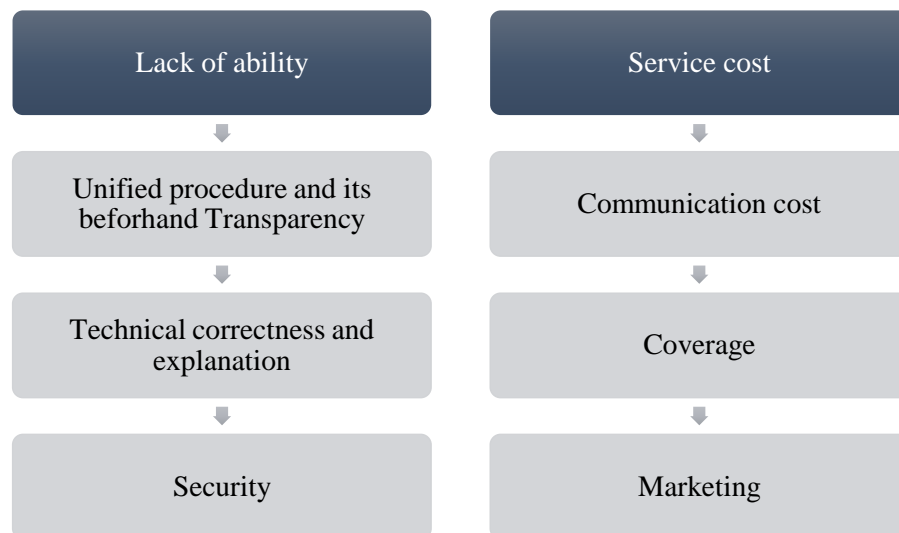 Lack of ability
Unified procedure and its
beforhand Transparency
Technical correctness and
explanation
Security
Service cost
Communication cost
Coverage
Marketing